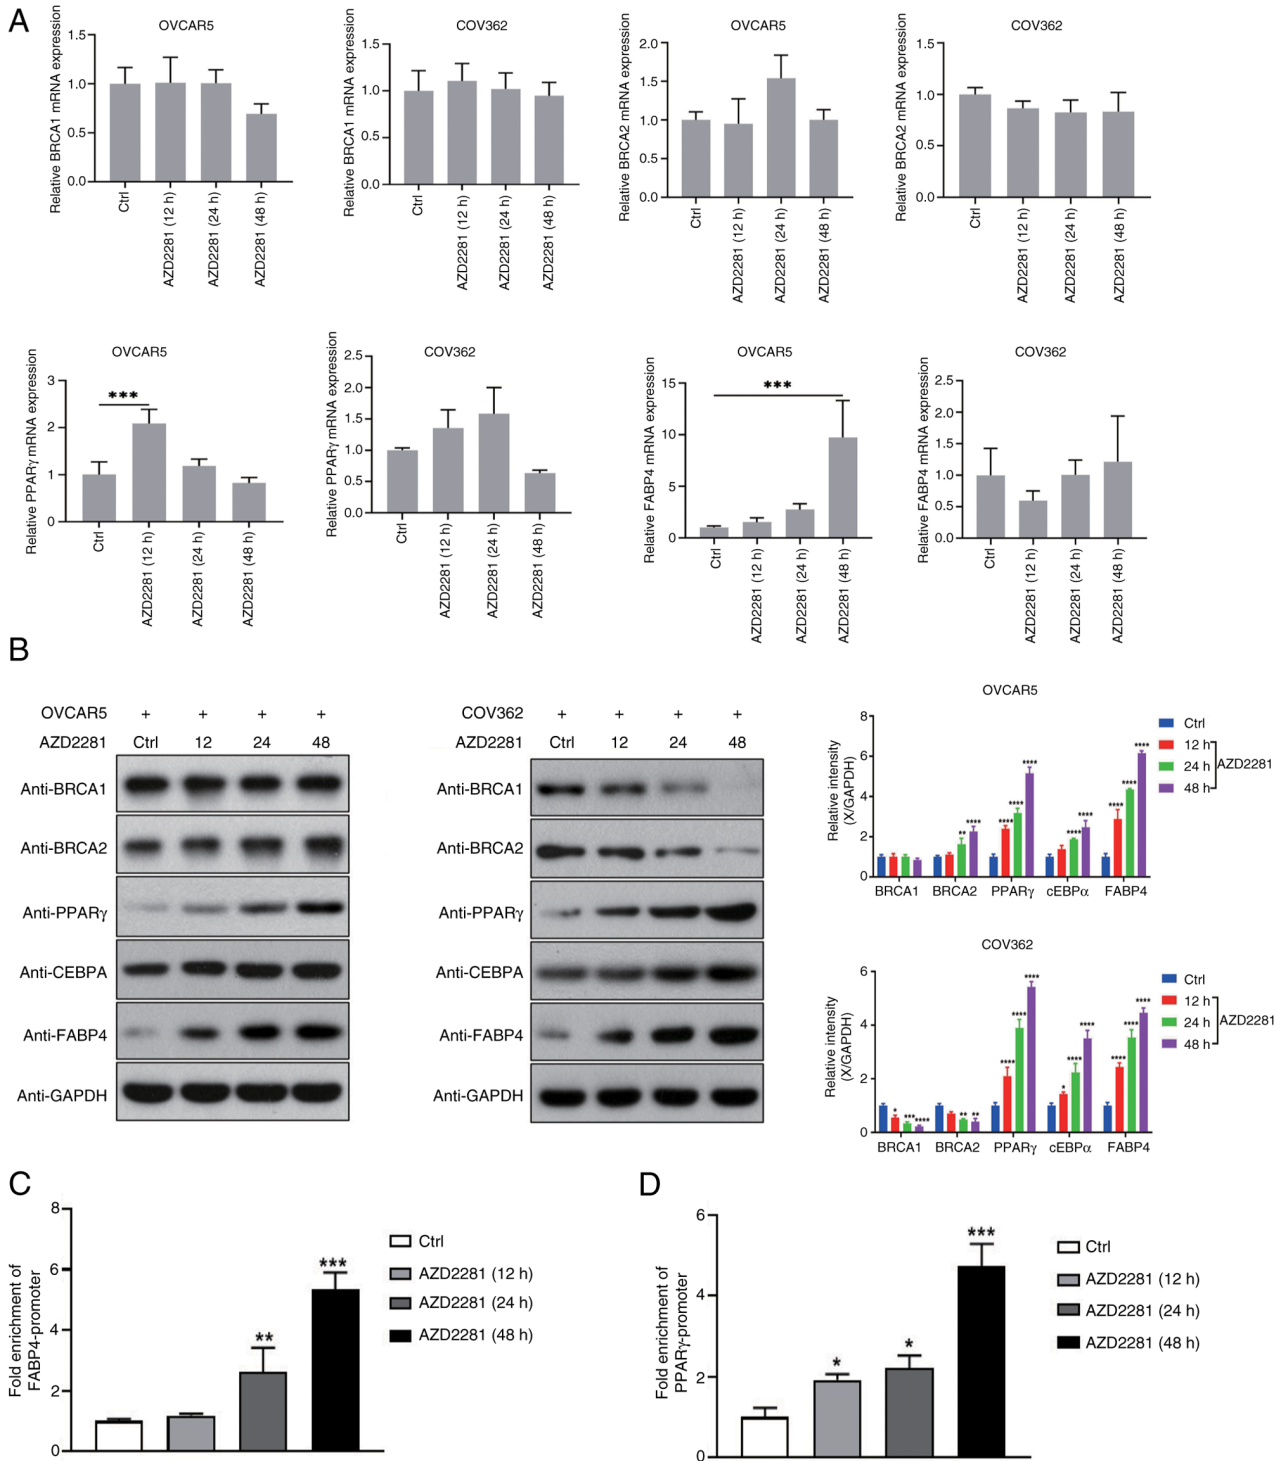 A
OVCAR5
Relative BRCA1 mRNA expression
1.5
1.0
0.5
0.0
Ctrl
AZD2281 (12 h)
AZD2281 (24 h)
AZD2281 (48 h)
COV362
Relative BRCA1 mRNA expression
1.5
1.0
0.5
0.0
Ctrl
AZD2281 (12 h)
AZD2281 (24 h)
AZD2281 (48 h)
OVCAR5
Relative BRCA2 mRNA expression
2.0
1.5
1.0
0.5
0.0
Ctrl
AZD2281 (12 h)
AZD2281 (24 h)
AZD2281 (48 h)
COV362
Relative BRCA2 mRNA expression
1.5
1.0
0.5
0.0
Ctrl
AZD2281 (12 h)
AZD2281 (24 h)
AZD2281 (48 h)
OVCAR5
Relative PPARγ mRNA expression
3
2
1
0
***
Ctrl
AZD2281 (12 h)
AZD2281 (24 h)
AZD2281 (48 h)
COV362
Relative PPARγ mRNA expression
2.5
2.0
1.5
1.0
0.5
0.0
Ctrl
AZD2281 (12 h)
AZD2281 (24 h)
AZD2281 (48 h)
OVCAR5
Relative FABP4 mRNA expression
15
10
5
0
***
Ctrl
AZD2281 (12 h)
AZD2281 (24 h)
AZD2281 (48 h)
COV362
Relative FABP4 mRNA expression
2.5
2.0
1.5
1.0
0.5
0.0
Ctrl
AZD2281 (12 h)
AZD2281 (24 h)
AZD2281 (48 h)
B
OVCAR5 + + + +
AZD2281 Ctrl 12 24 48
Anti-BRCA1
Anti-BRCA2
Anti-PPARγ
Anti-CEBPA
Anti-FABP4
Anti-GAPDH
COV362 + + + +
AZD2281 Ctrl 12 24 48
Anti-BRCA1
Anti-BRCA2
Anti-PPARγ
Anti-CEBPA
Anti-FABP4
Anti-GAPDH
OVCAR5
Relative intensity
(X/GAPDH)
8
6
4
2
0
** ****
**** **** ****
**** ****
**** **** ****
BRCA1 BRCA2 PPARγ cEBPα FABP4
Ctrl
12 h
24 h
48 h
AZD2281
COV362
Relative intensity
(X/GAPDH)
6
4
2
0
* *** ****
** **
**** **** ****
* **** ****
**** **** ****
BRCA1 BRCA2 PPARγ cEBPα FABP4
Ctrl
12 h
24 h
48 h
AZD2281
C
Fold enrichment of
FABP4-promoter
8
6
4
2
0
**
***
Ctrl
AZD2281 (12 h)
AZD2281 (24 h)
AZD2281 (48 h)
D
Fold enrichment of
PPARγ-promoter
6
4
2
0
*
*
***
Ctrl
AZD2281 (12 h)
AZD2281 (24 h)
AZD2281 (48 h)